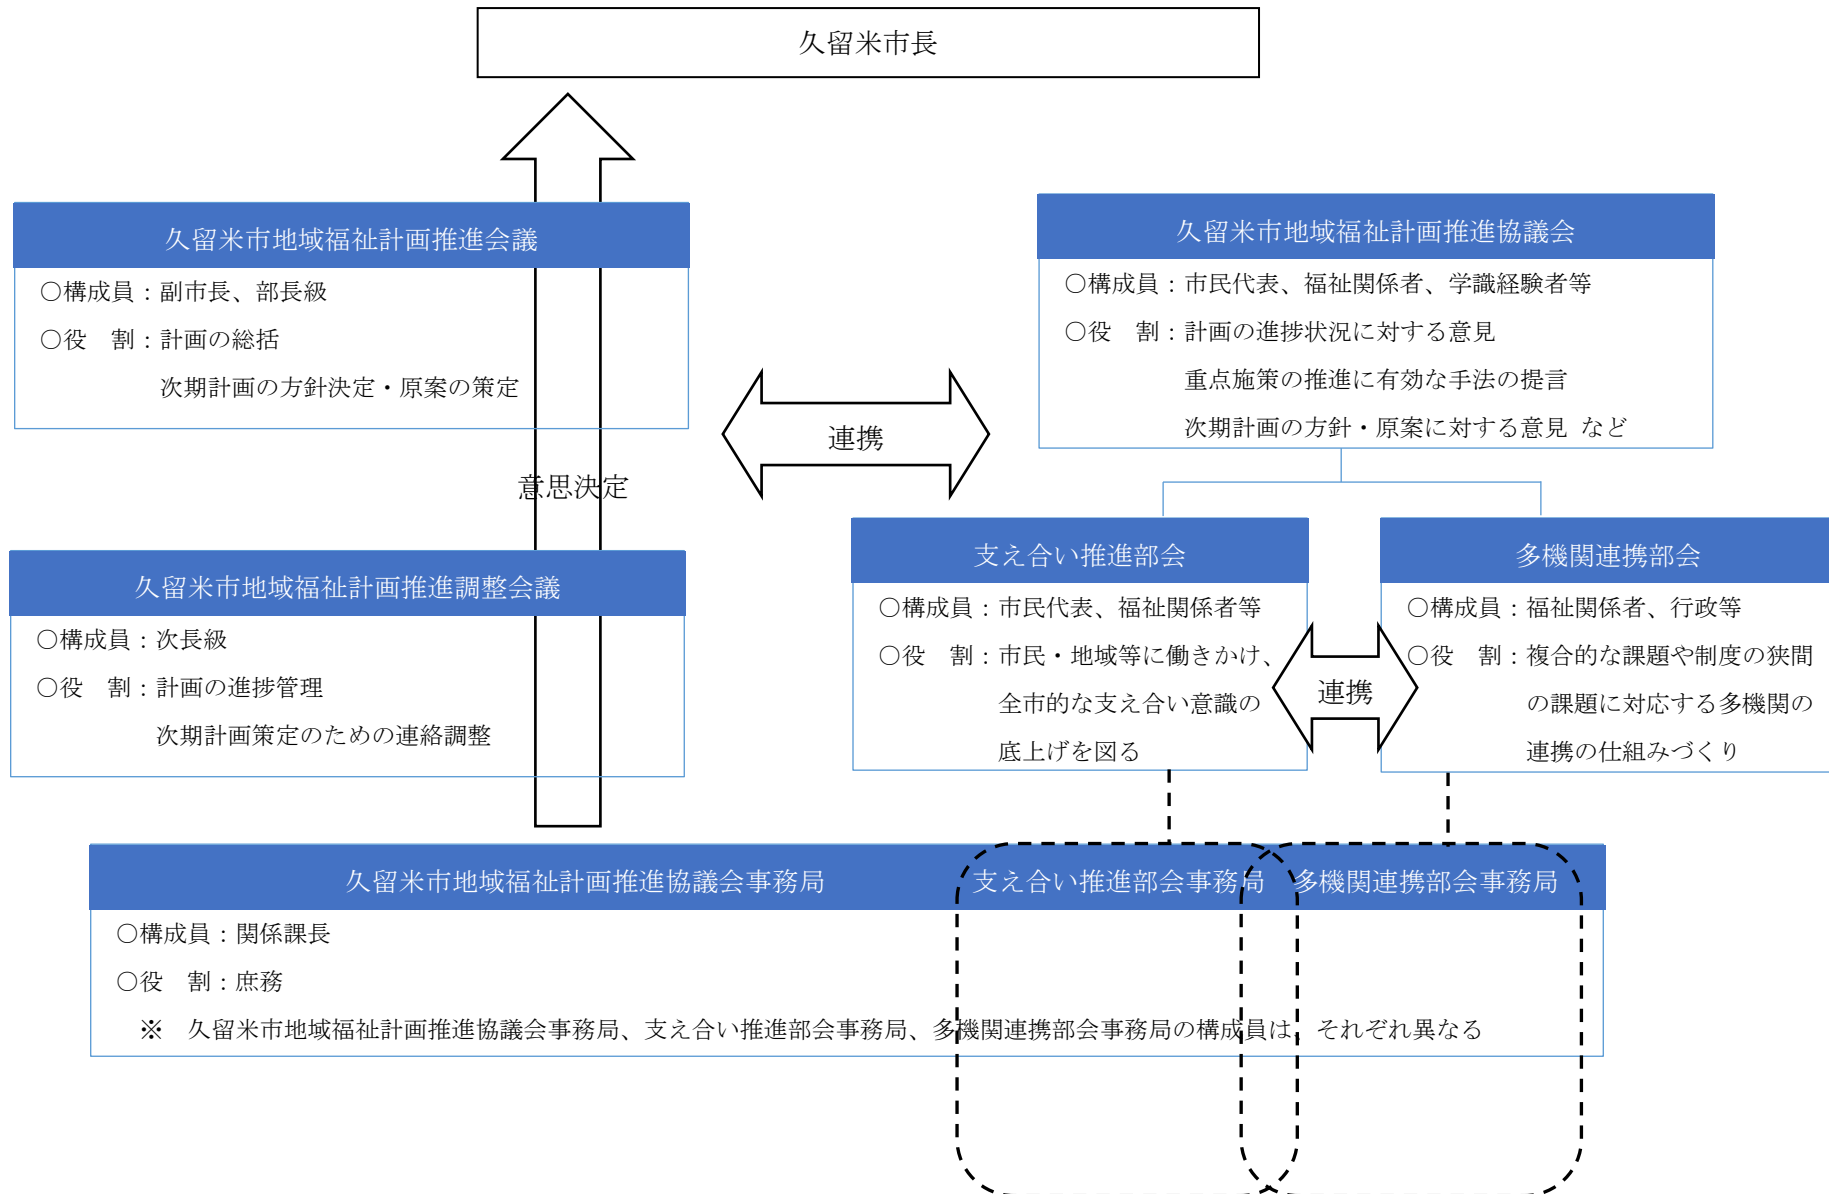 久留米市長
久留米市地域福祉計画推進会議
○構成員：副市長、部長級
○役　割：計画の総括
次期計画の方針決定・原案の策定
久留米市地域福祉計画推進協議会
○構成員：市民代表、福祉関係者、学識経験者等
○役　割：計画の進捗状況に対する意見
重点施策の推進に有効な手法の提言
次期計画の方針・原案に対する意見 など
連携
意思決定
久留米市地域福祉計画推進調整会議
○構成員：次長級
○役　割：計画の進捗管理
次期計画策定のための連絡調整
支え合い推進部会
○構成員：市民代表、福祉関係者等
○役　割：市民・地域等に働きかけ、
全市的な支え合い意識の
底上げを図る
連携
多機関連携部会
○構成員：福祉関係者、行政等
○役　割：複合的な課題や制度の狭間
の課題に対応する多機関の
連携の仕組みづくり
久留米市地域福祉計画推進協議会事務局　支え合い推進部会事務局　多機関連携部会事務局
○構成員：関係課長
○役　割：庶務
※　久留米市地域福祉計画推進協議会事務局、支え合い推進部会事務局、多機関連携部会事務局の構成員は、それぞれ異なる